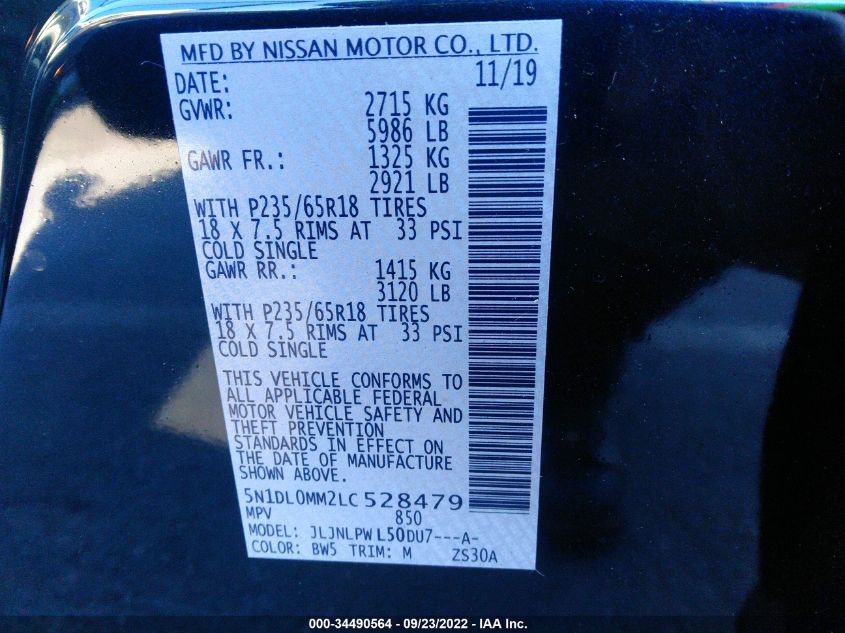 MFD BY NISSAN MOTOR CO., LTD.
DATE: 11/19
GVWR: 2715 KG
5986 LB
GAWR FR.: 1325 KG
2921 LB
WITH P235/65R18 TIRES
18 X 7.5 RIMS AT 33 PSI
COLD SINGLE
GAWR RR.: 1415 KG
3120 LB
WITH P235/65R18 TIRES
18 X 7.5 RIMS AT 33 PSI
COLD SINGLE
THIS VEHICLE CONFORMS TO
ALL APPLICABLE FEDERAL
MOTOR VEHICLE SAFETY AND
THEFT PREVENTION
STANDARDS IN EFFECT ON
THE DATE OF MANUFACTURE
SHOWN ABOVE.
5N1DL0MM2LC528479
MPV 850
MODEL: JLJNLPWL50DU7---A-
COLOR: BW5 TRIM: M ZS30A
000-34490564 - 09/23/2022 - IAA Inc.